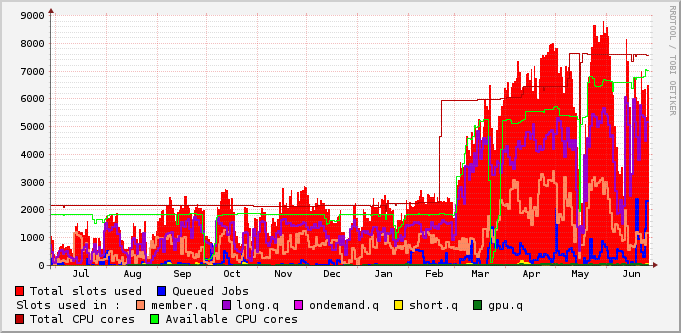 RRDTOOL / TOBI OETIKER
9000
8000
7000
6000
5000
4000
3000
2000
1000
0
Jul Aug Sep Oct Nov Dec Jan Feb Mar Apr May Jun
Total slots used Queued Jobs
Slots used in : member.q long.q ondemand.q short.q gpu.q
Total CPU cores Available CPU cores